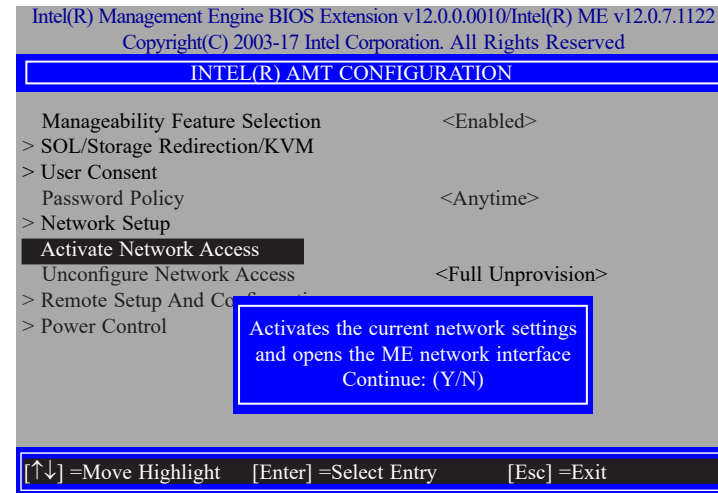 Intel(R) Management Engine BIOS Extension v12.0.0.0010/Intel(R) ME v12.0.7.1122
Copyright(C) 2003-17 Intel Corporation. All Rights Reserved
INTEL(R) AMT CONFIGURATION
Manageability Feature Selection <Enabled>
> SOL/Storage Redirection/KVM
> User Consent
Password Policy <Anytime>
> Network Setup
Activate Network Access
Unconfigure Network Access <Full Unprovision>
> Remote Setup And
> Power Control
Activates the current network settings
and opens the ME network interface
Continue: (Y/N)
[↑↓] =Move Highlight [Enter] =Select Entry [Esc] =Exit